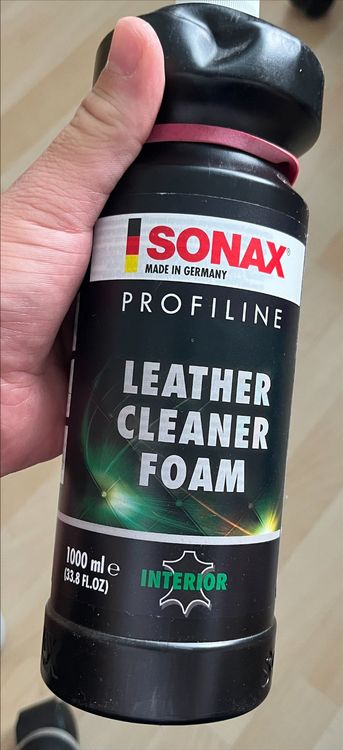 SONAX
MADE IN GERMANY
PROFILINE
LEATHER
CLEANER
FOAM
1000 ml e
(33.8 FL.OZ)
INTERIOR